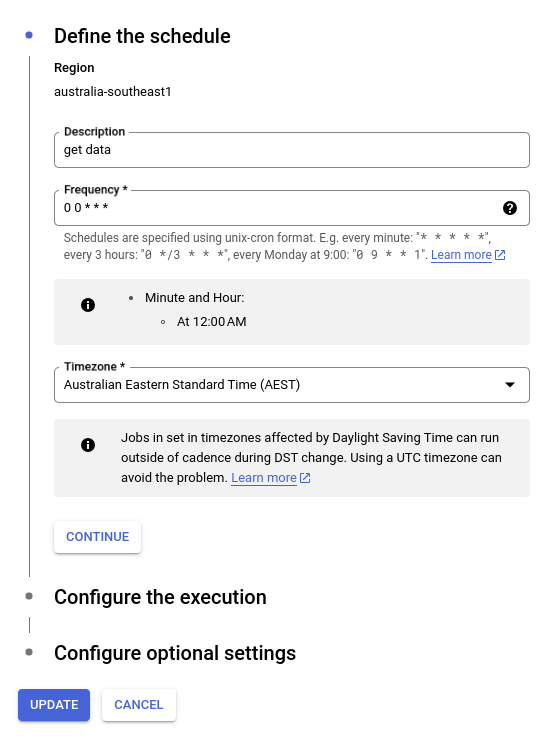 Define the schedule
Region
australia-southeast1
Description
get data
Frequency *
0 0 * * *
Schedules are specified using unix-cron format. E.g. every minute: "* * * * *",
every 3 hours: "0 */3 * * *", every Monday at 9:00: "0 9 * * 1". Learn more
Minute and Hour:
At 12:00 AM
Timezone *
Australian Eastern Standard Time (AEST)
Jobs in set in timezones affected by Daylight Saving Time can run
outside of cadence during DST change. Using a UTC timezone can
avoid the problem. Learn more
CONTINUE
Configure the execution
Configure optional settings
UPDATE CANCEL